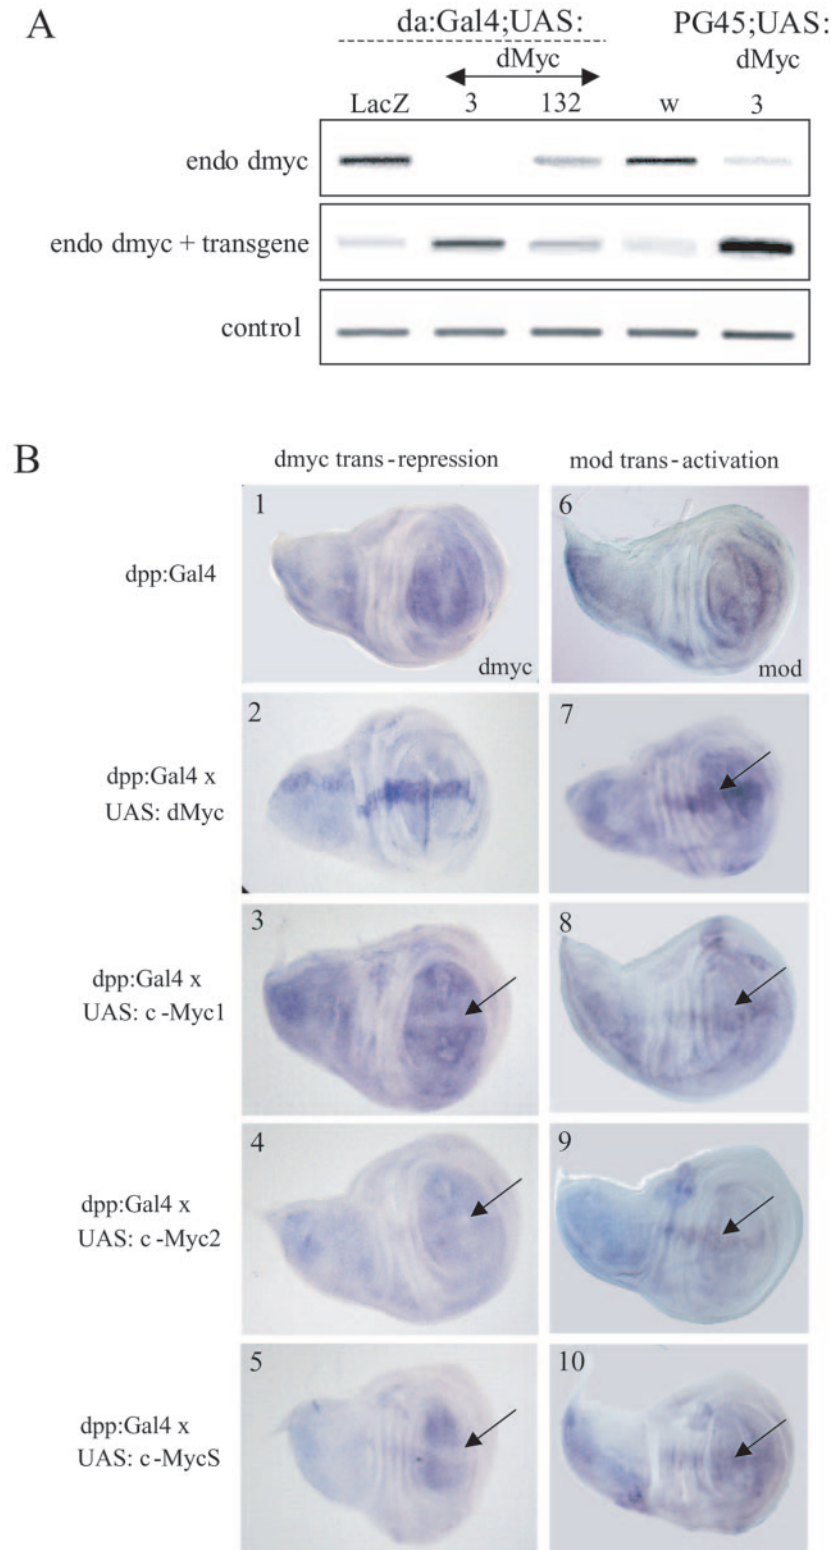 A
da:Gal4;UAS:
PG45;UAS:
dMyc
dMyc
LacZ 3 132 w 3
endo dmyc
endo dmyc + transgene
control
B
dmyc trans-repression
mod trans-activation
dpp:Gal4
1
dmyc
6
mod
dpp:Gal4 x
UAS: dMyc
2
7
dpp:Gal4 x
UAS: c-Myc1
3
8
dpp:Gal4 x
UAS: c-Myc2
4
9
dpp:Gal4 x
UAS: c-MycS
5
10